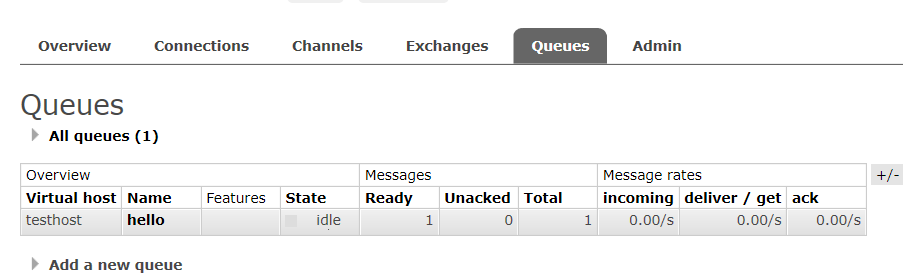 Overview Connections Channels Exchanges Queues Admin
Queues
All queues (1)
Overview Messages Message rates +/-
Virtual host Name Features State Ready Unacked Total incoming deliver / get ack
testhost hello idle 1 0 1 0.00/s 0.00/s 0.00/s
Add a new queue